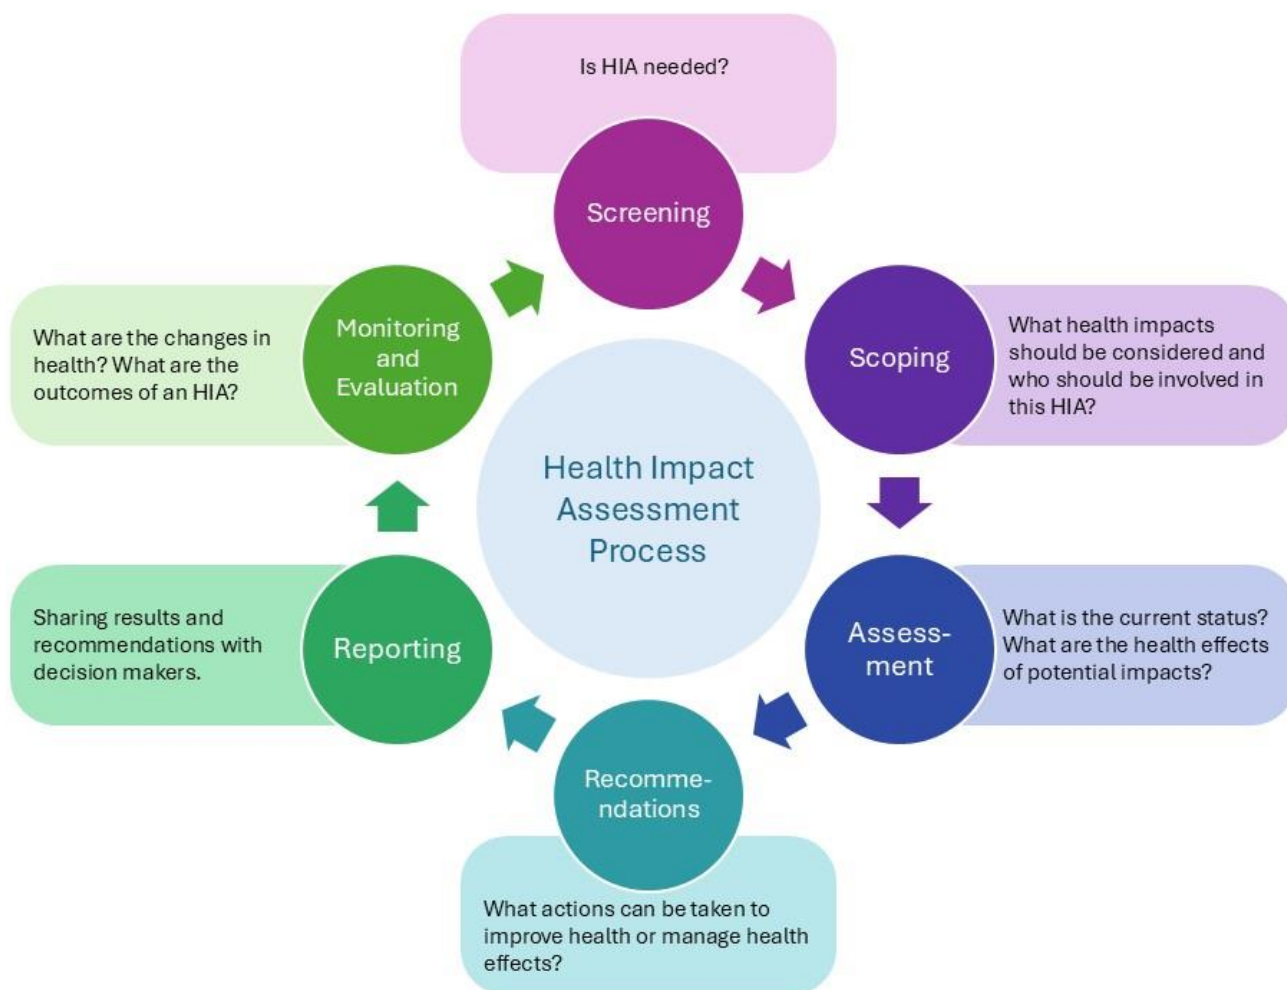 Is HIA needed?
Screening
What health impacts
should be considered and
who should be involved in
this HIA?
Scoping
What is the current status?
What are the health effects
of potential impacts?
Assess-
ment
Recomme-
ndations
What actions can be taken to
improve health or manage health
effects?
Sharing results and
recommendations with
decision makers.
Reporting
What are the changes in
health? What are the
outcomes of an HIA?
Monitoring
and
Evaluation
Health Impact
Assessment
Process